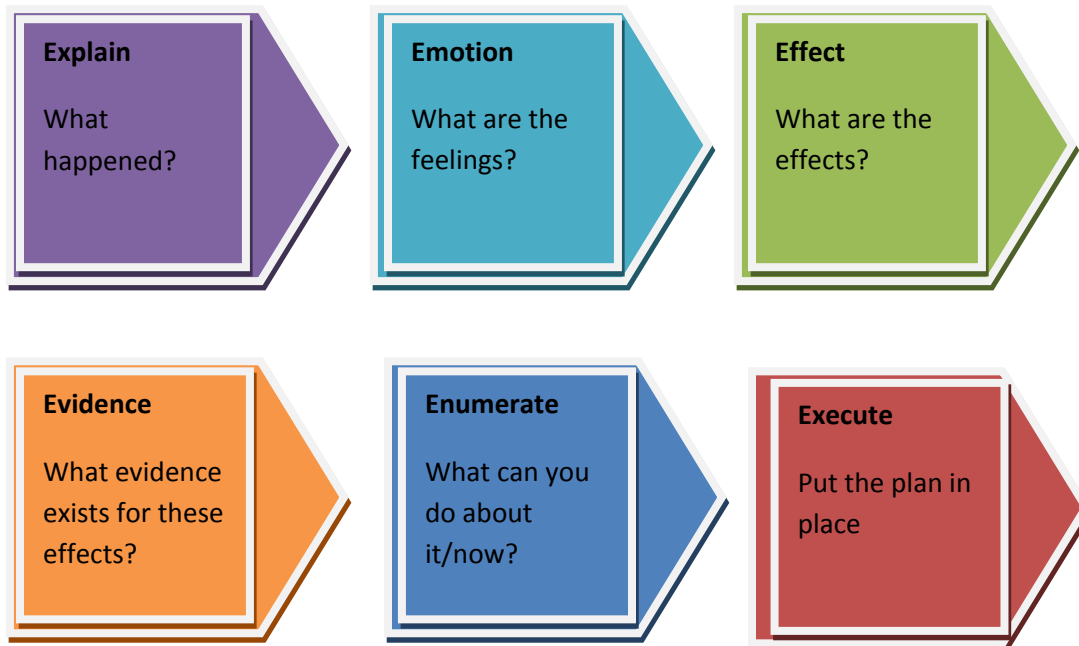 Explain
What
happened?
Emotion
What are the
feelings?
Effect
What are the
effects?
Evidence
What evidence
exists for these
effects?
Enumerate
What can you
do about
it/now?
Execute
Put the plan in
place